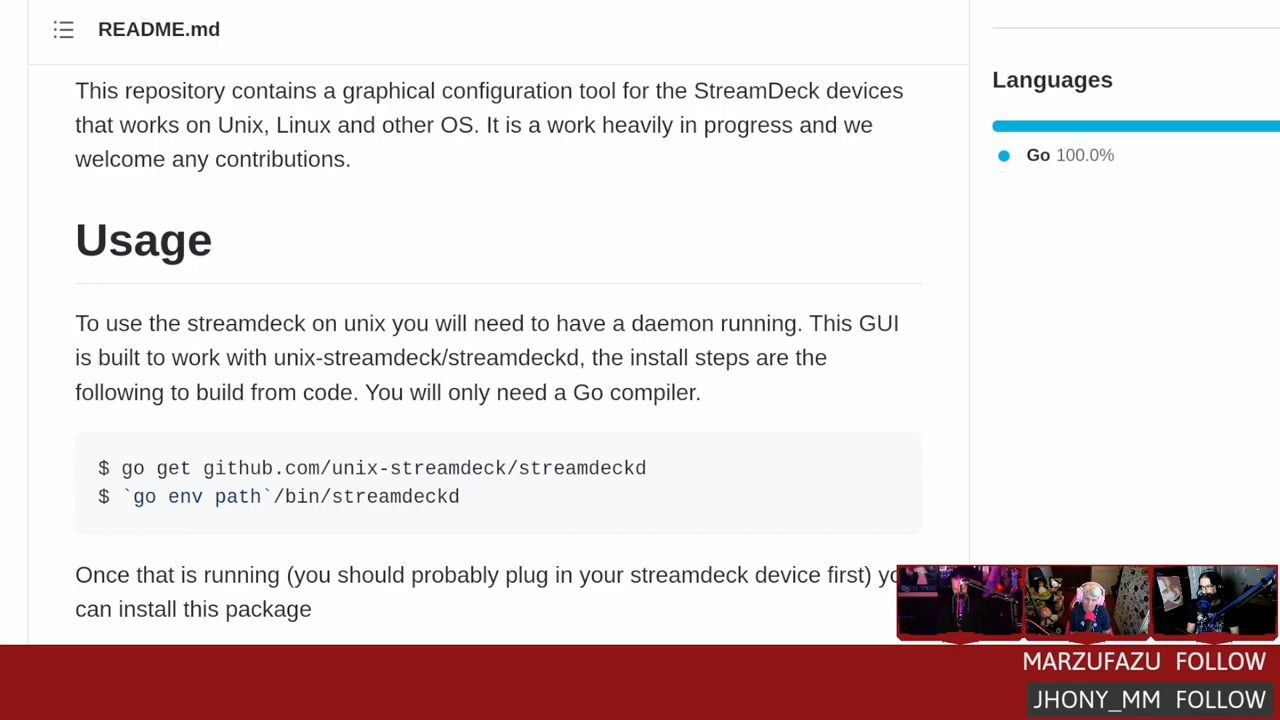 README.md
This repository contains a graphical configuration tool for the StreamDeck devices
that works on Unix, Linux and other OS. It is a work heavily in progress and we
welcome any contributions.
Usage
To use the streamdeck on unix you will need to have a daemon running. This GUI
is built to work with unix-streamdeck/streamdeckd, the install steps are the
following to build from code. You will only need a Go compiler.
$ go get github.com/unix-streamdeck/streamdeckd
$ `go env path`/bin/streamdeckd
Once that is running (you should probably plug in your streamdeck device first)
can install this package
Languages
Go 100.0%
MARZUFAZU FOLLOW
JHONY_MM FOLLOW